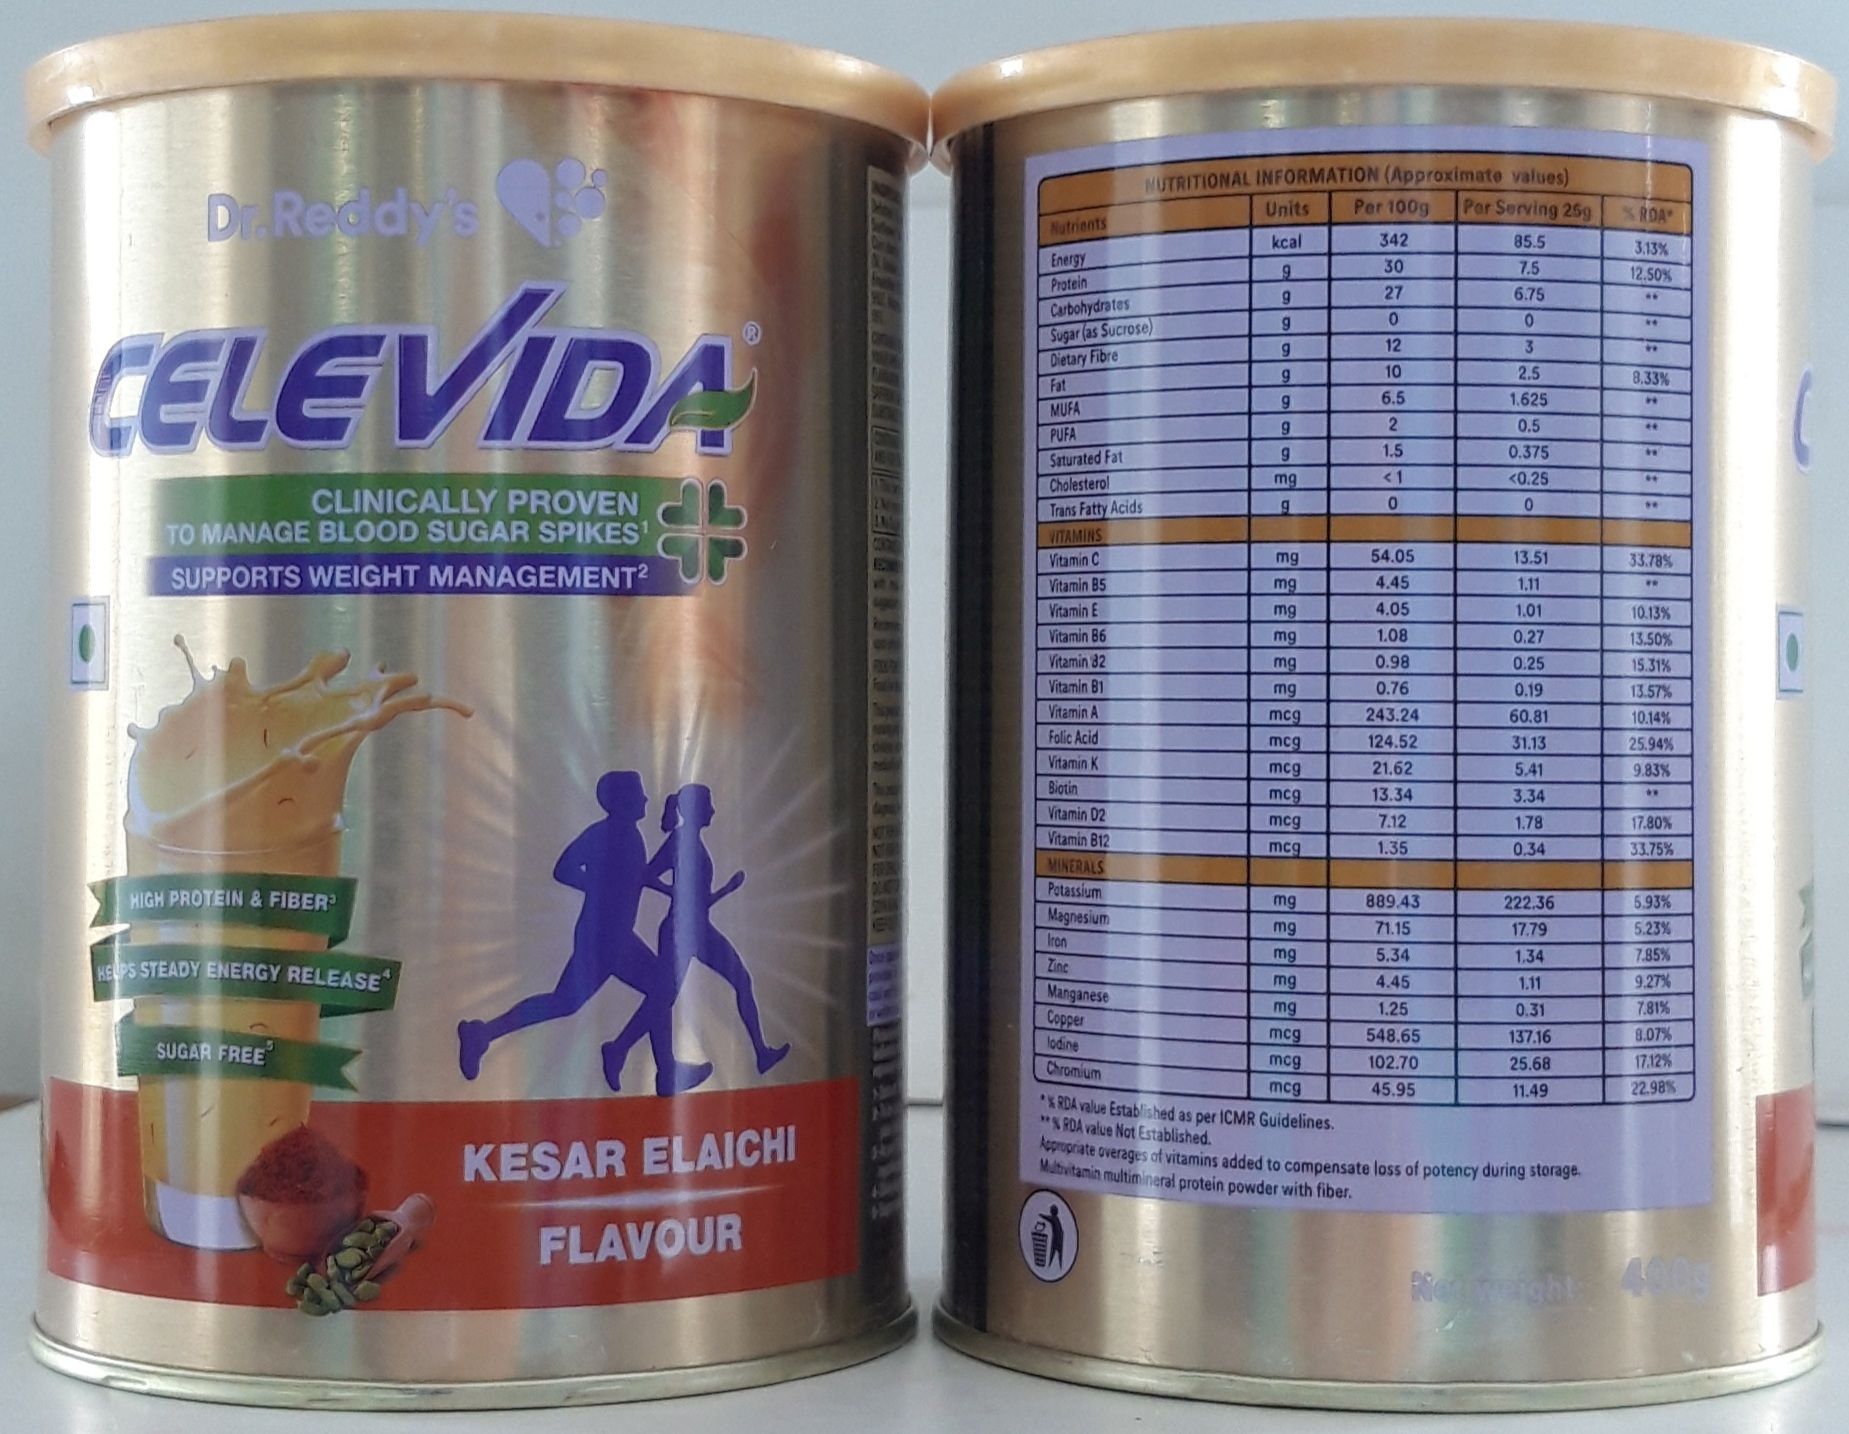 Dr.Reddy's
CELEVIDA®
CLINICALLY PROVEN
TO MANAGE BLOOD SUGAR SPIKES1
SUPPORTS WEIGHT MANAGEMENT2
HIGH PROTEIN & FIBER3
HELPS STEADY ENERGY RELEASE4
SUGAR FREE5
KESAR ELAICHI
FLAVOUR
NUTRITIONAL INFORMATION (Approximate values)
Nutrients Units Per 100g Per Serving 25g % RDA*
Energy kcal 342 85.5 3.13%
Protein g 30 7.5 12.50%
Carbohydrates g 27 6.75 **
Sugar (as Sucrose) g 0 0 **
Dietary Fibre g 12 3 **
Fat g 10 2.5 8.33%
MUFA g 6.5 1.625 **
PUFA g 2 0.5 **
Saturated Fat g 1.5 0.375 **
Cholesterol mg <1 <0.25 **
Trans Fatty Acids g 0 0 **
VITAMINS
Vitamin C mg 54.05 13.51 33.78%
Vitamin B5 mg 4.45 1.11 **
Vitamin E mg 4.05 1.01 10.13%
Vitamin B6 mg 1.08 0.27 13.50%
Vitamin B2 mg 0.98 0.25 15.31%
Vitamin B1 mg 0.76 0.19 13.57%
Vitamin A mcg 243.24 60.81 10.14%
Folic Acid mcg 124.52 31.13 25.94%
Vitamin K mcg 21.62 5.41 9.83%
Biotin mcg 13.34 3.34 **
Vitamin D2 mcg 7.12 1.78 17.80%
Vitamin B12 mcg 1.35 0.34 33.75%
MINERALS
Potassium mg 889.43 222.36 5.93%
Magnesium mg 71.15 17.79 5.23%
Iron mg 5.34 1.34 7.85%
Zinc mg 4.45 1.11 9.27%
Manganese mg 1.25 0.31 7.81%
Copper mcg 548.65 137.16 8.07%
Iodine mcg 102.70 25.68 17.12%
Chromium mcg 45.95 11.49 22.98%
* % RDA value Established as per ICMR Guidelines.
** % RDA value Not Established.
Appropriate overages of vitamins added to compensate loss of potency during storage.
Multivitamin multimineral protein powder with fiber.
Net weight 400g